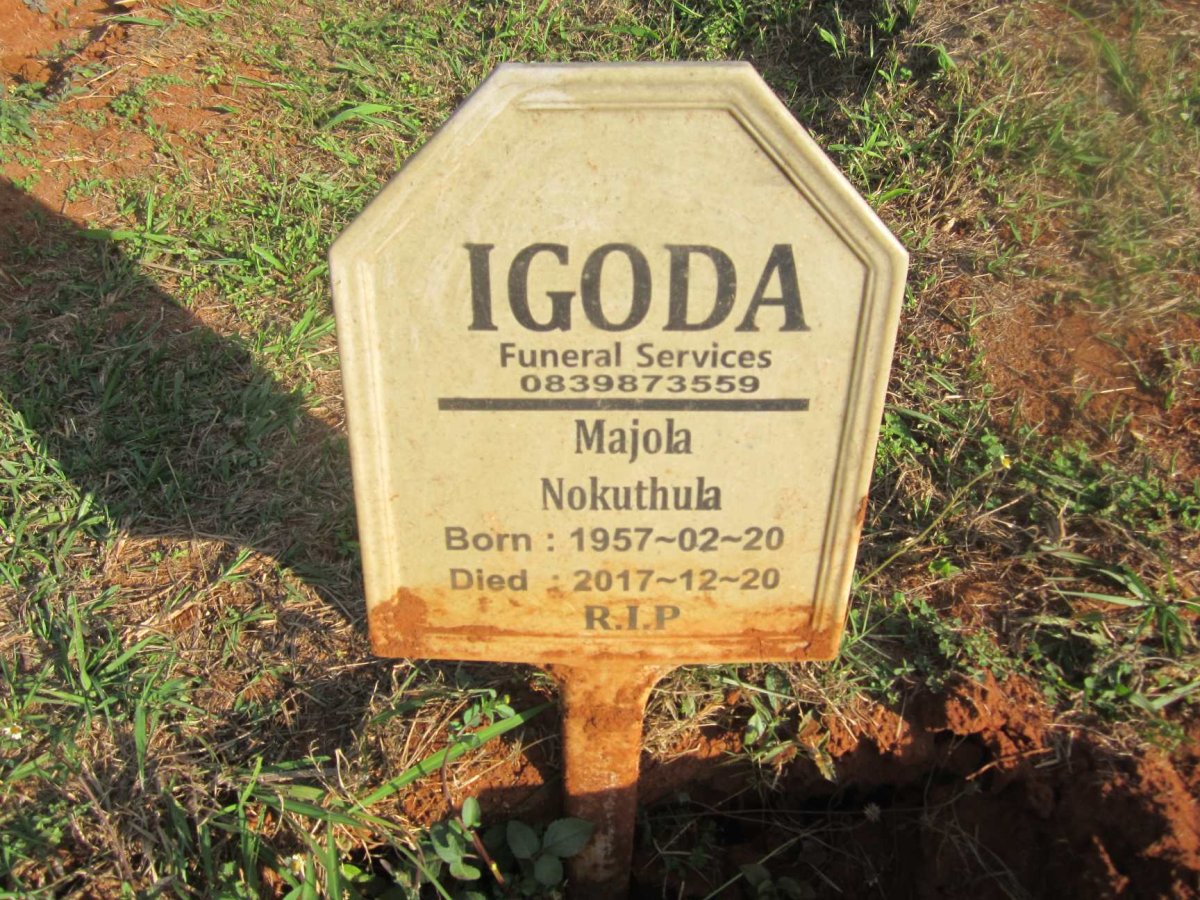 IGODA
Funeral Services
0839873559
Majola
Nokuthula
Born : 1957~02~20
Died : 2017~12~20
R.I.P